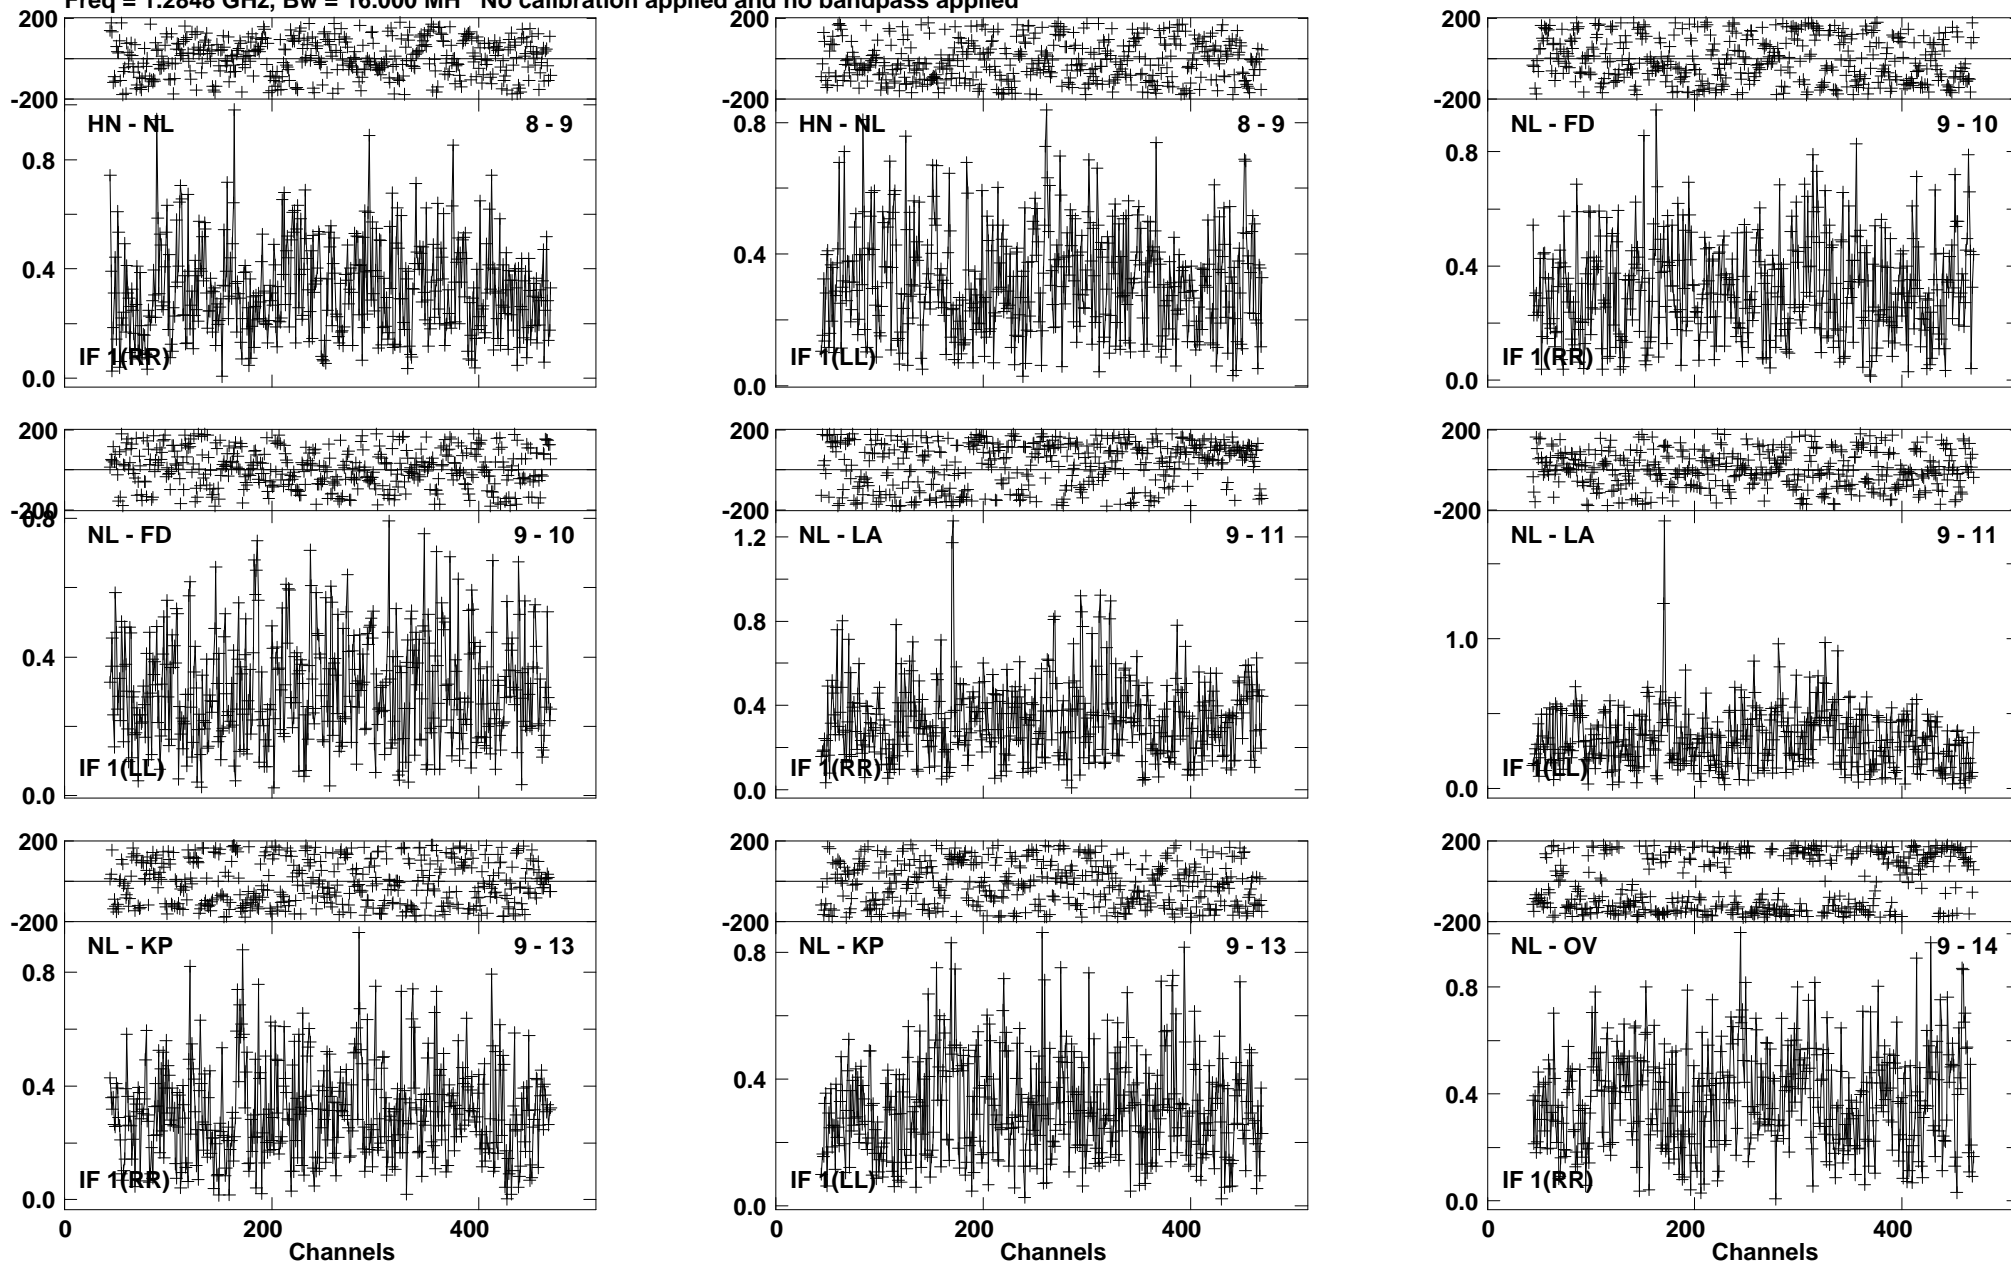 Freq = 1.2848 GHz, Bw = 16.000 MH No calibration applied and no bandpass applied
200
-200
HN - NL 8 - 9
0.8
0.4
0.0
IF 1(RR)
200
-200
HN - NL 8 - 9
0.8
0.4
0.0
IF 1(LL)
200
-200
NL - FD 9 - 10
0.8
0.4
0.0
IF 1(RR)
200
-200
0.8
NL - FD 9 - 10
0.4
0.0
IF 1(LL)
200
-200
NL - LA 9 - 11
1.2
0.8
0.4
0.0
IF 1(RR)
200
-200
NL - LA 9 - 11
1.0
0.0
IF 1(LL)
200
-200
NL - KP 9 - 13
0.8
0.4
0.0
IF 1(RR)
0 200 400
Channels
200
-200
NL - KP 9 - 13
0.8
0.4
0.0
IF 1(LL)
0 200 400
Channels
200
-200
NL - OV 9 - 14
0.8
0.4
0.0
IF 1(RR)
0 200 400
Channels